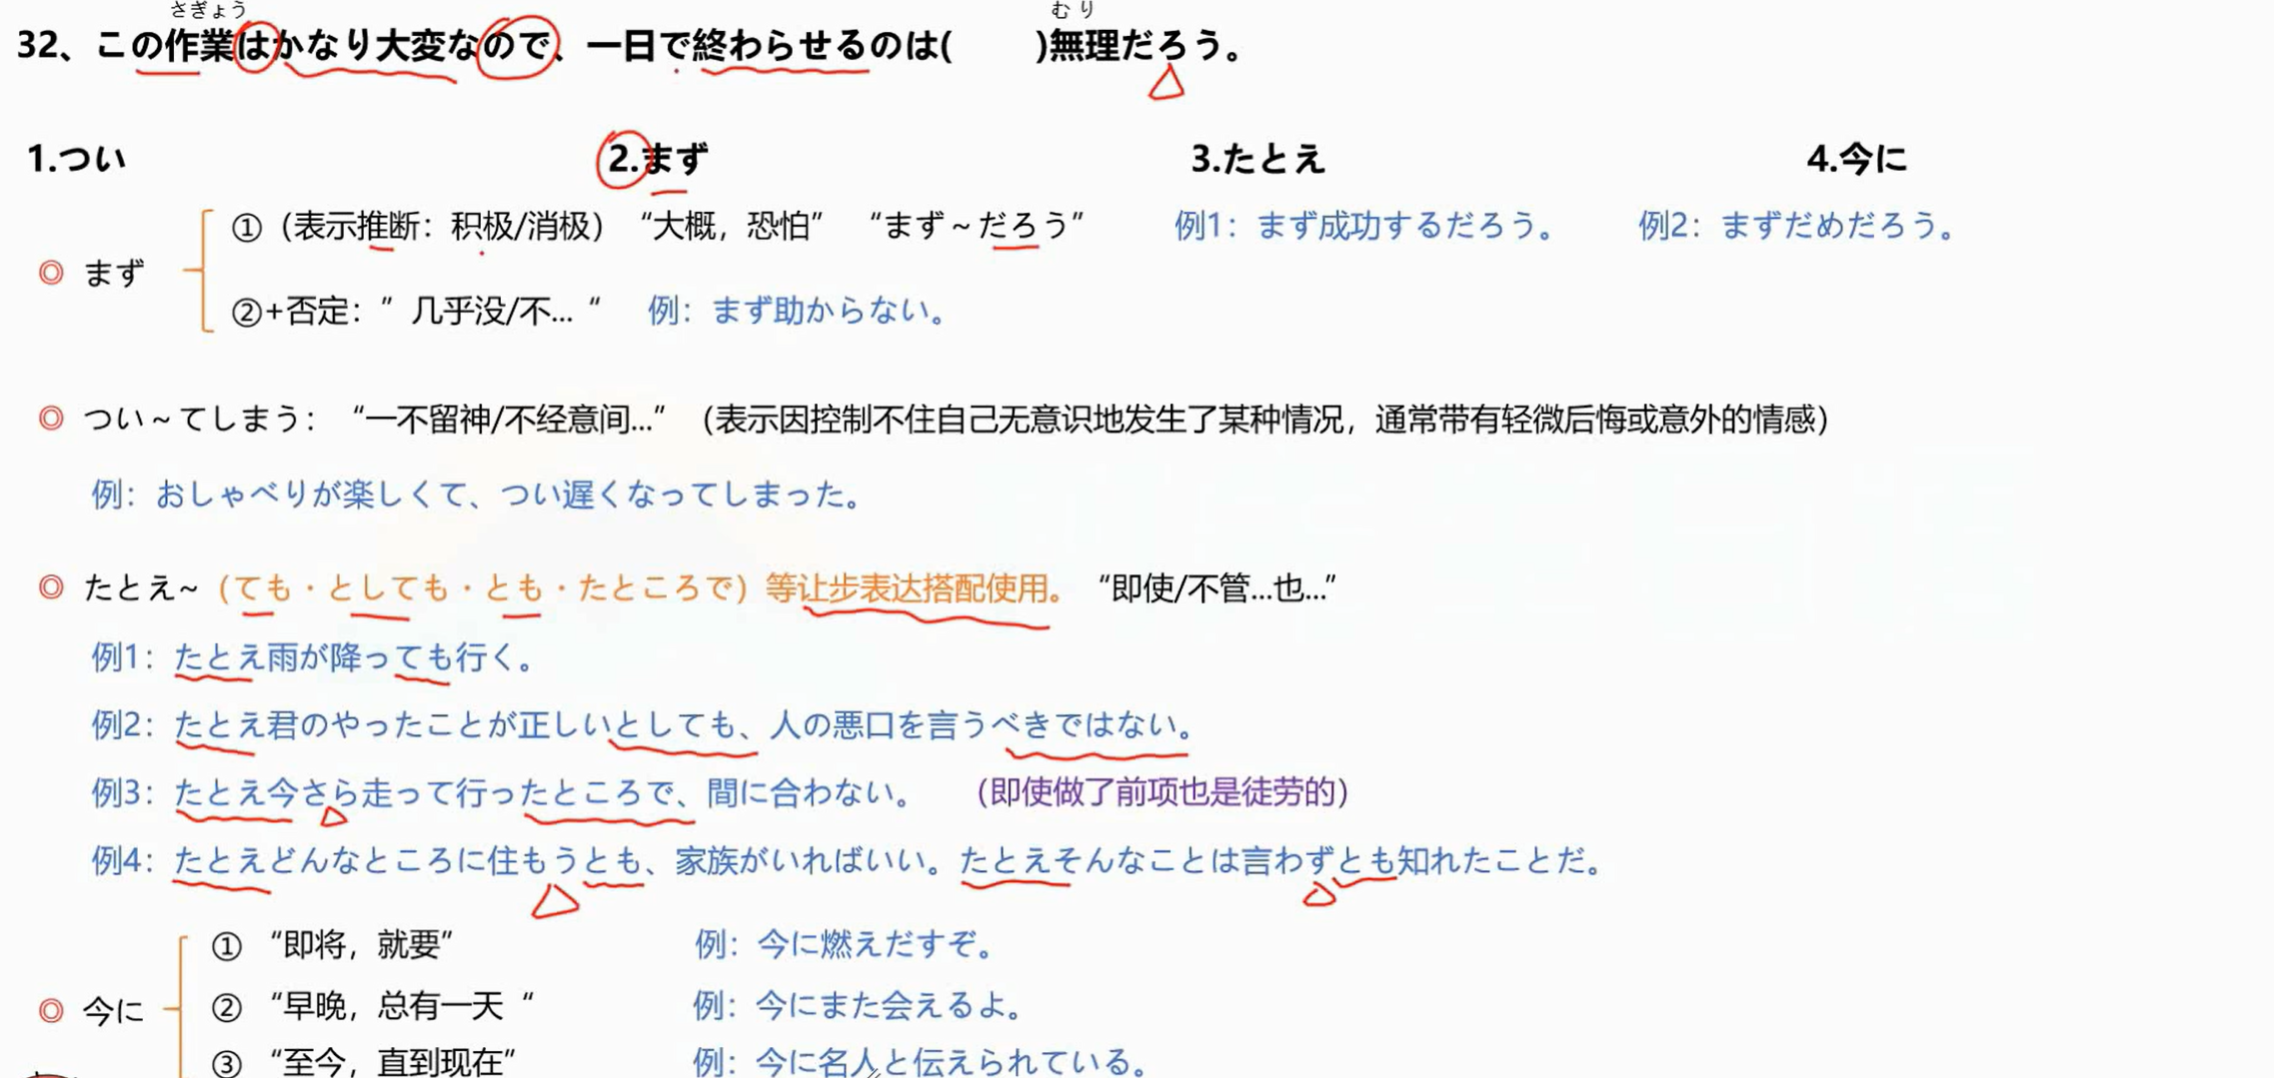 さぎょう むり
32、この作業はかなり大変なので、一日で終わらせるのは( )無理だろう。
1.つい 2.まず 3.たとえ 4.今に
①（表示推断：积极/消极）“大概，恐怕” “まず～だろう” 例1：まず成功するだろう。 例2：まずだめだろう。
◎ まず
②+否定：”几乎没/不...“ 例：まず助からない。
◎ つい～てしまう：“一不留神/不经意间...”（表示因控制不住自己无意识地发生了某种情况，通常带有轻微后悔或意外的情感）
例：おしゃべりが楽しくて、つい遅くなってしまった。
◎ たとえ~（ても・としても・とも・たところで）等让步表达搭配使用。“即使/不管...也...”
例1：たとえ雨が降っても行く。
例2：たとえ君のやったことが正しいとしても、人の悪口を言うべきではない。
例3：たとえ今さら走って行ったところで、間に合わない。（即使做了前项也是徒劳的）
例4：たとえどんなところに住もうとも、家族がいればいい。たとえそんなことは言わずとも知れたことだ。
① “即将，就要” 例：今に燃えだすぞ。
◎ 今に ② “早晚，总有一天“ 例：今にまた会えるよ。
③ “至今，直到现在” 例：今に名人と伝えられている。